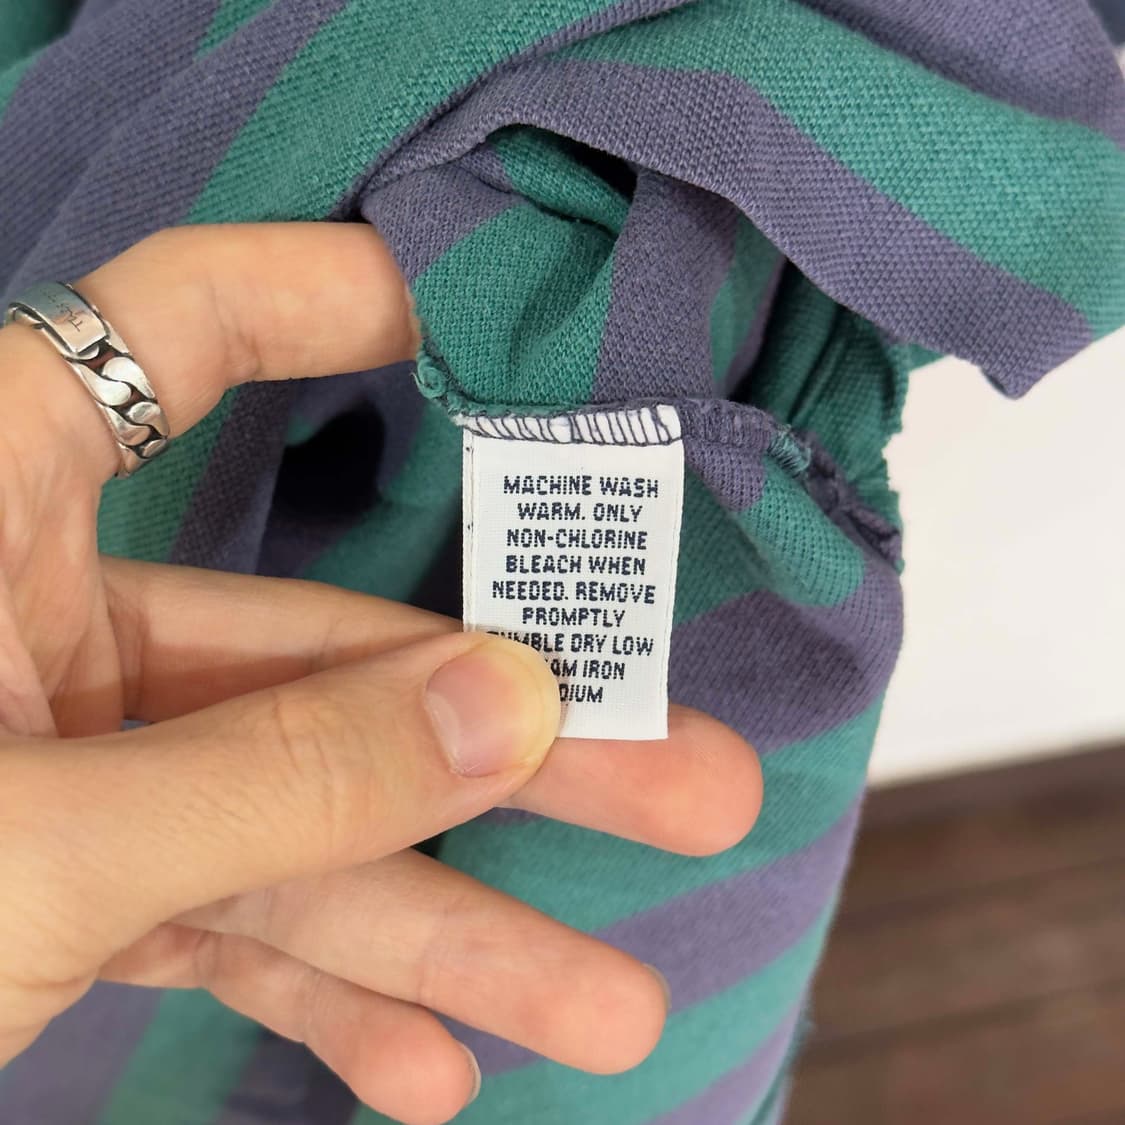 MACHINE WASH
WARM. ONLY
NON-CHLORINE
BLEACH WHEN
NEEDED. REMOVE
PROMPTLY
DRY LOW
IRON